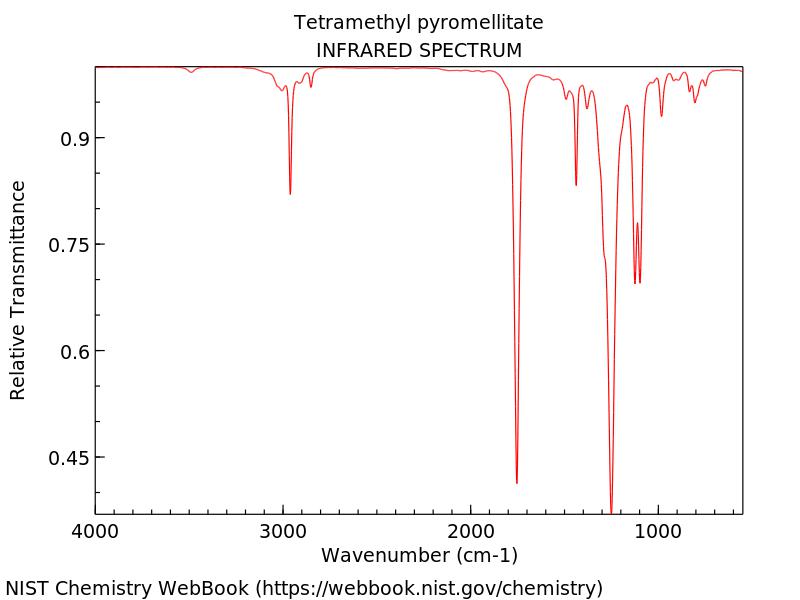 Tetramethyl pyromellitate
INFRARED SPECTRUM
Relative Transmittance
0.9
0.75
0.6
0.45
4000 3000 2000 1000
Wavenumber (cm-1)
NIST Chemistry WebBook (https://webbook.nist.gov/chemistry)